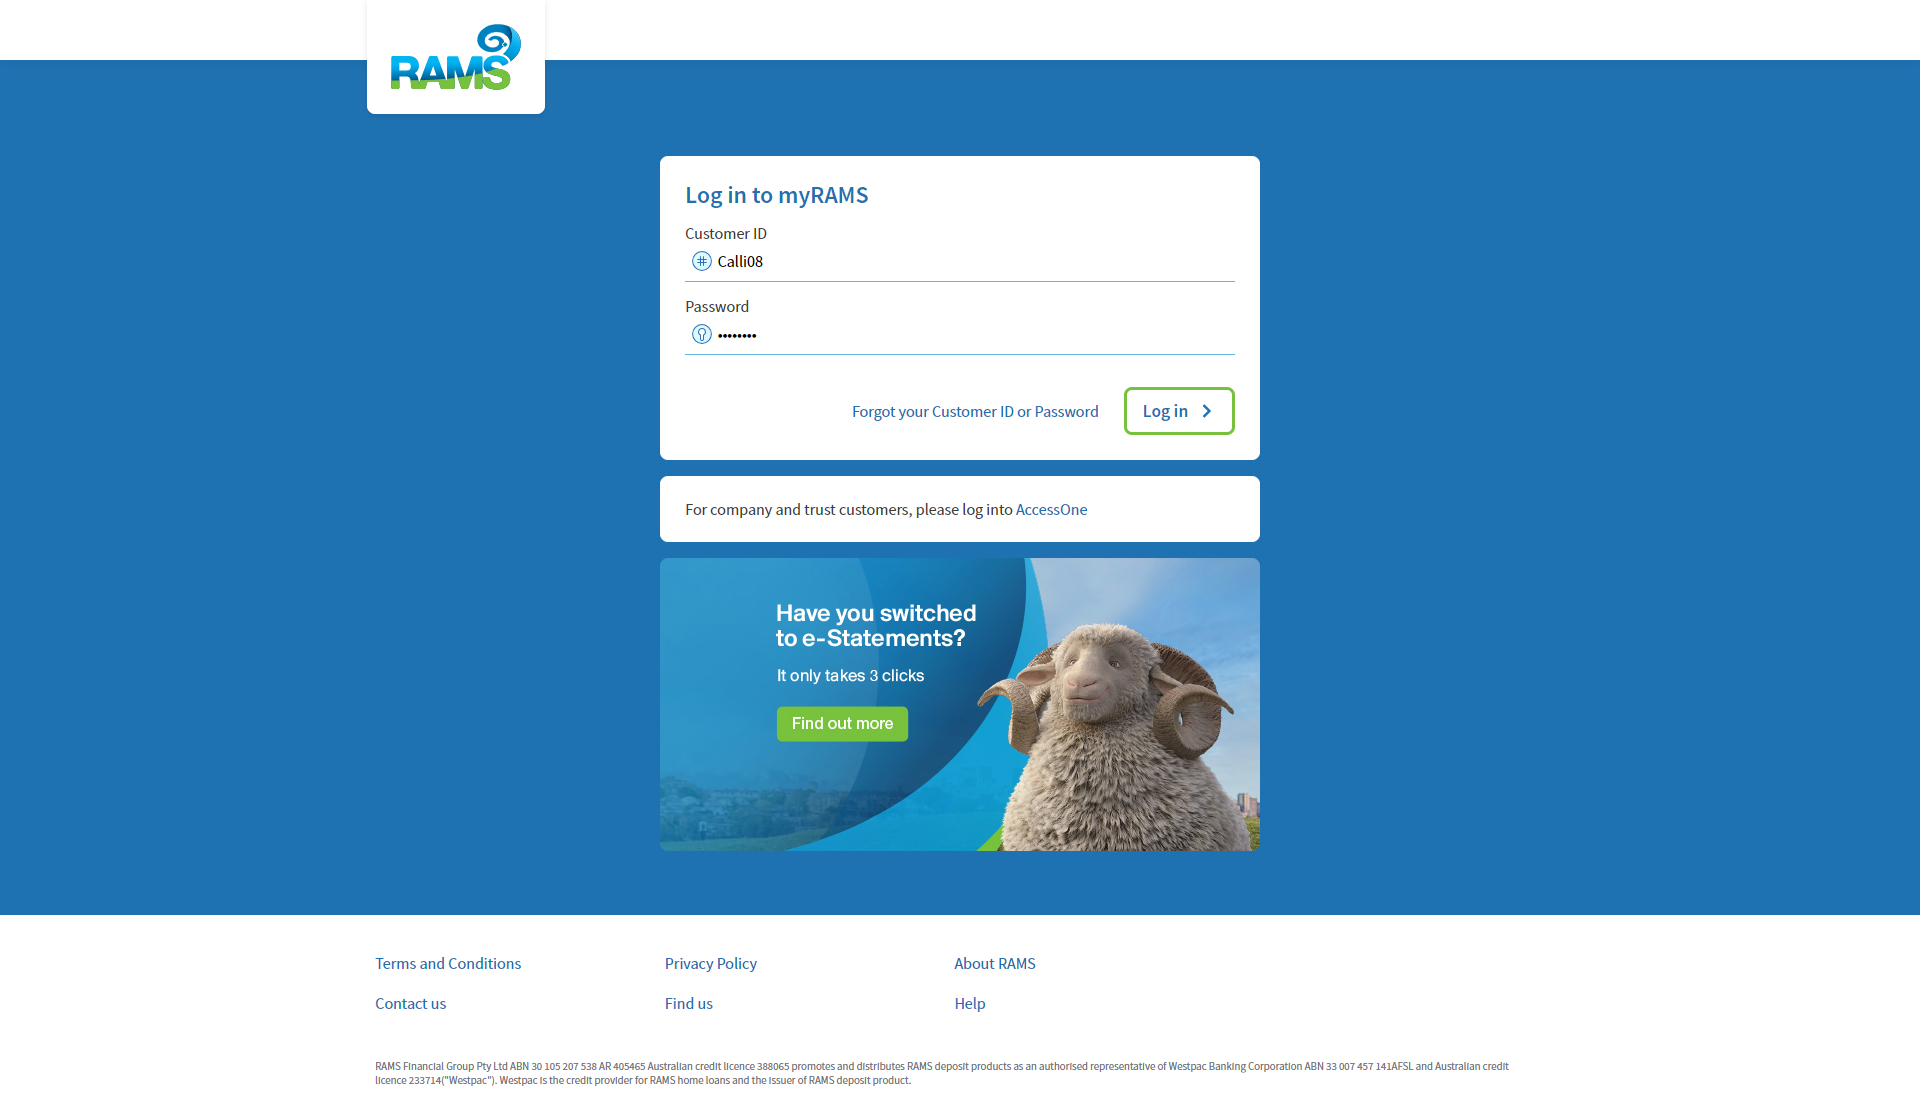 RAMS
Log in to myRAMS
Customer ID
Calli08
Password
••••••••
Forgot your Customer ID or Password
Log in
For company and trust customers, please log into AccessOne
Have you switched
to e-Statements?
It only takes 3 clicks
Find out more
Terms and Conditions
Privacy Policy
About RAMS
Contact us
Find us
Help
RAMS Financial Group Pty Ltd ABN 30 105 207 538 AR 405465 Australian credit licence 388065 promotes and distributes RAMS deposit products as an authorised representative of Westpac Banking Corporation ABN 33 007 457 141AFSL and Australian credit
licence 233714("Westpac"). Westpac is the credit provider for RAMS home loans and the issuer of RAMS deposit product.